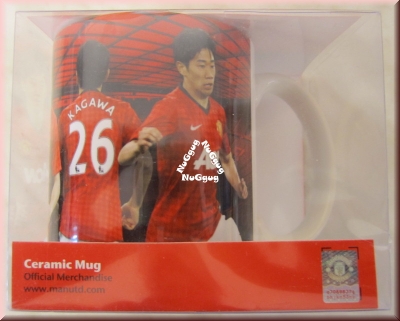 KAGAWA
26
NuGgug
NuGgug
NuGgug
Ceramic Mug
Official Merchandise
www.manutd.com